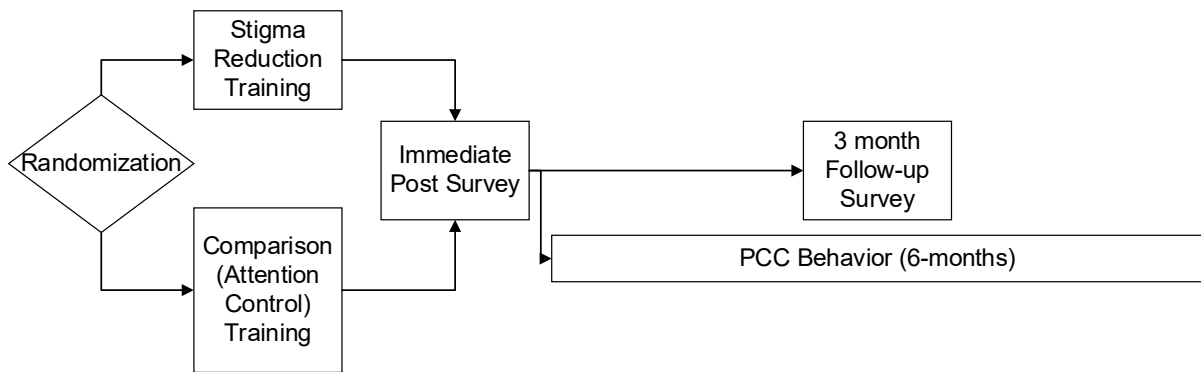 Stigma
Reduction
Training
Randomization
Immediate
Post Survey
3 month
Follow-up
Survey
Comparison
(Attention
Control)
Training
PCC Behavior (6-months)